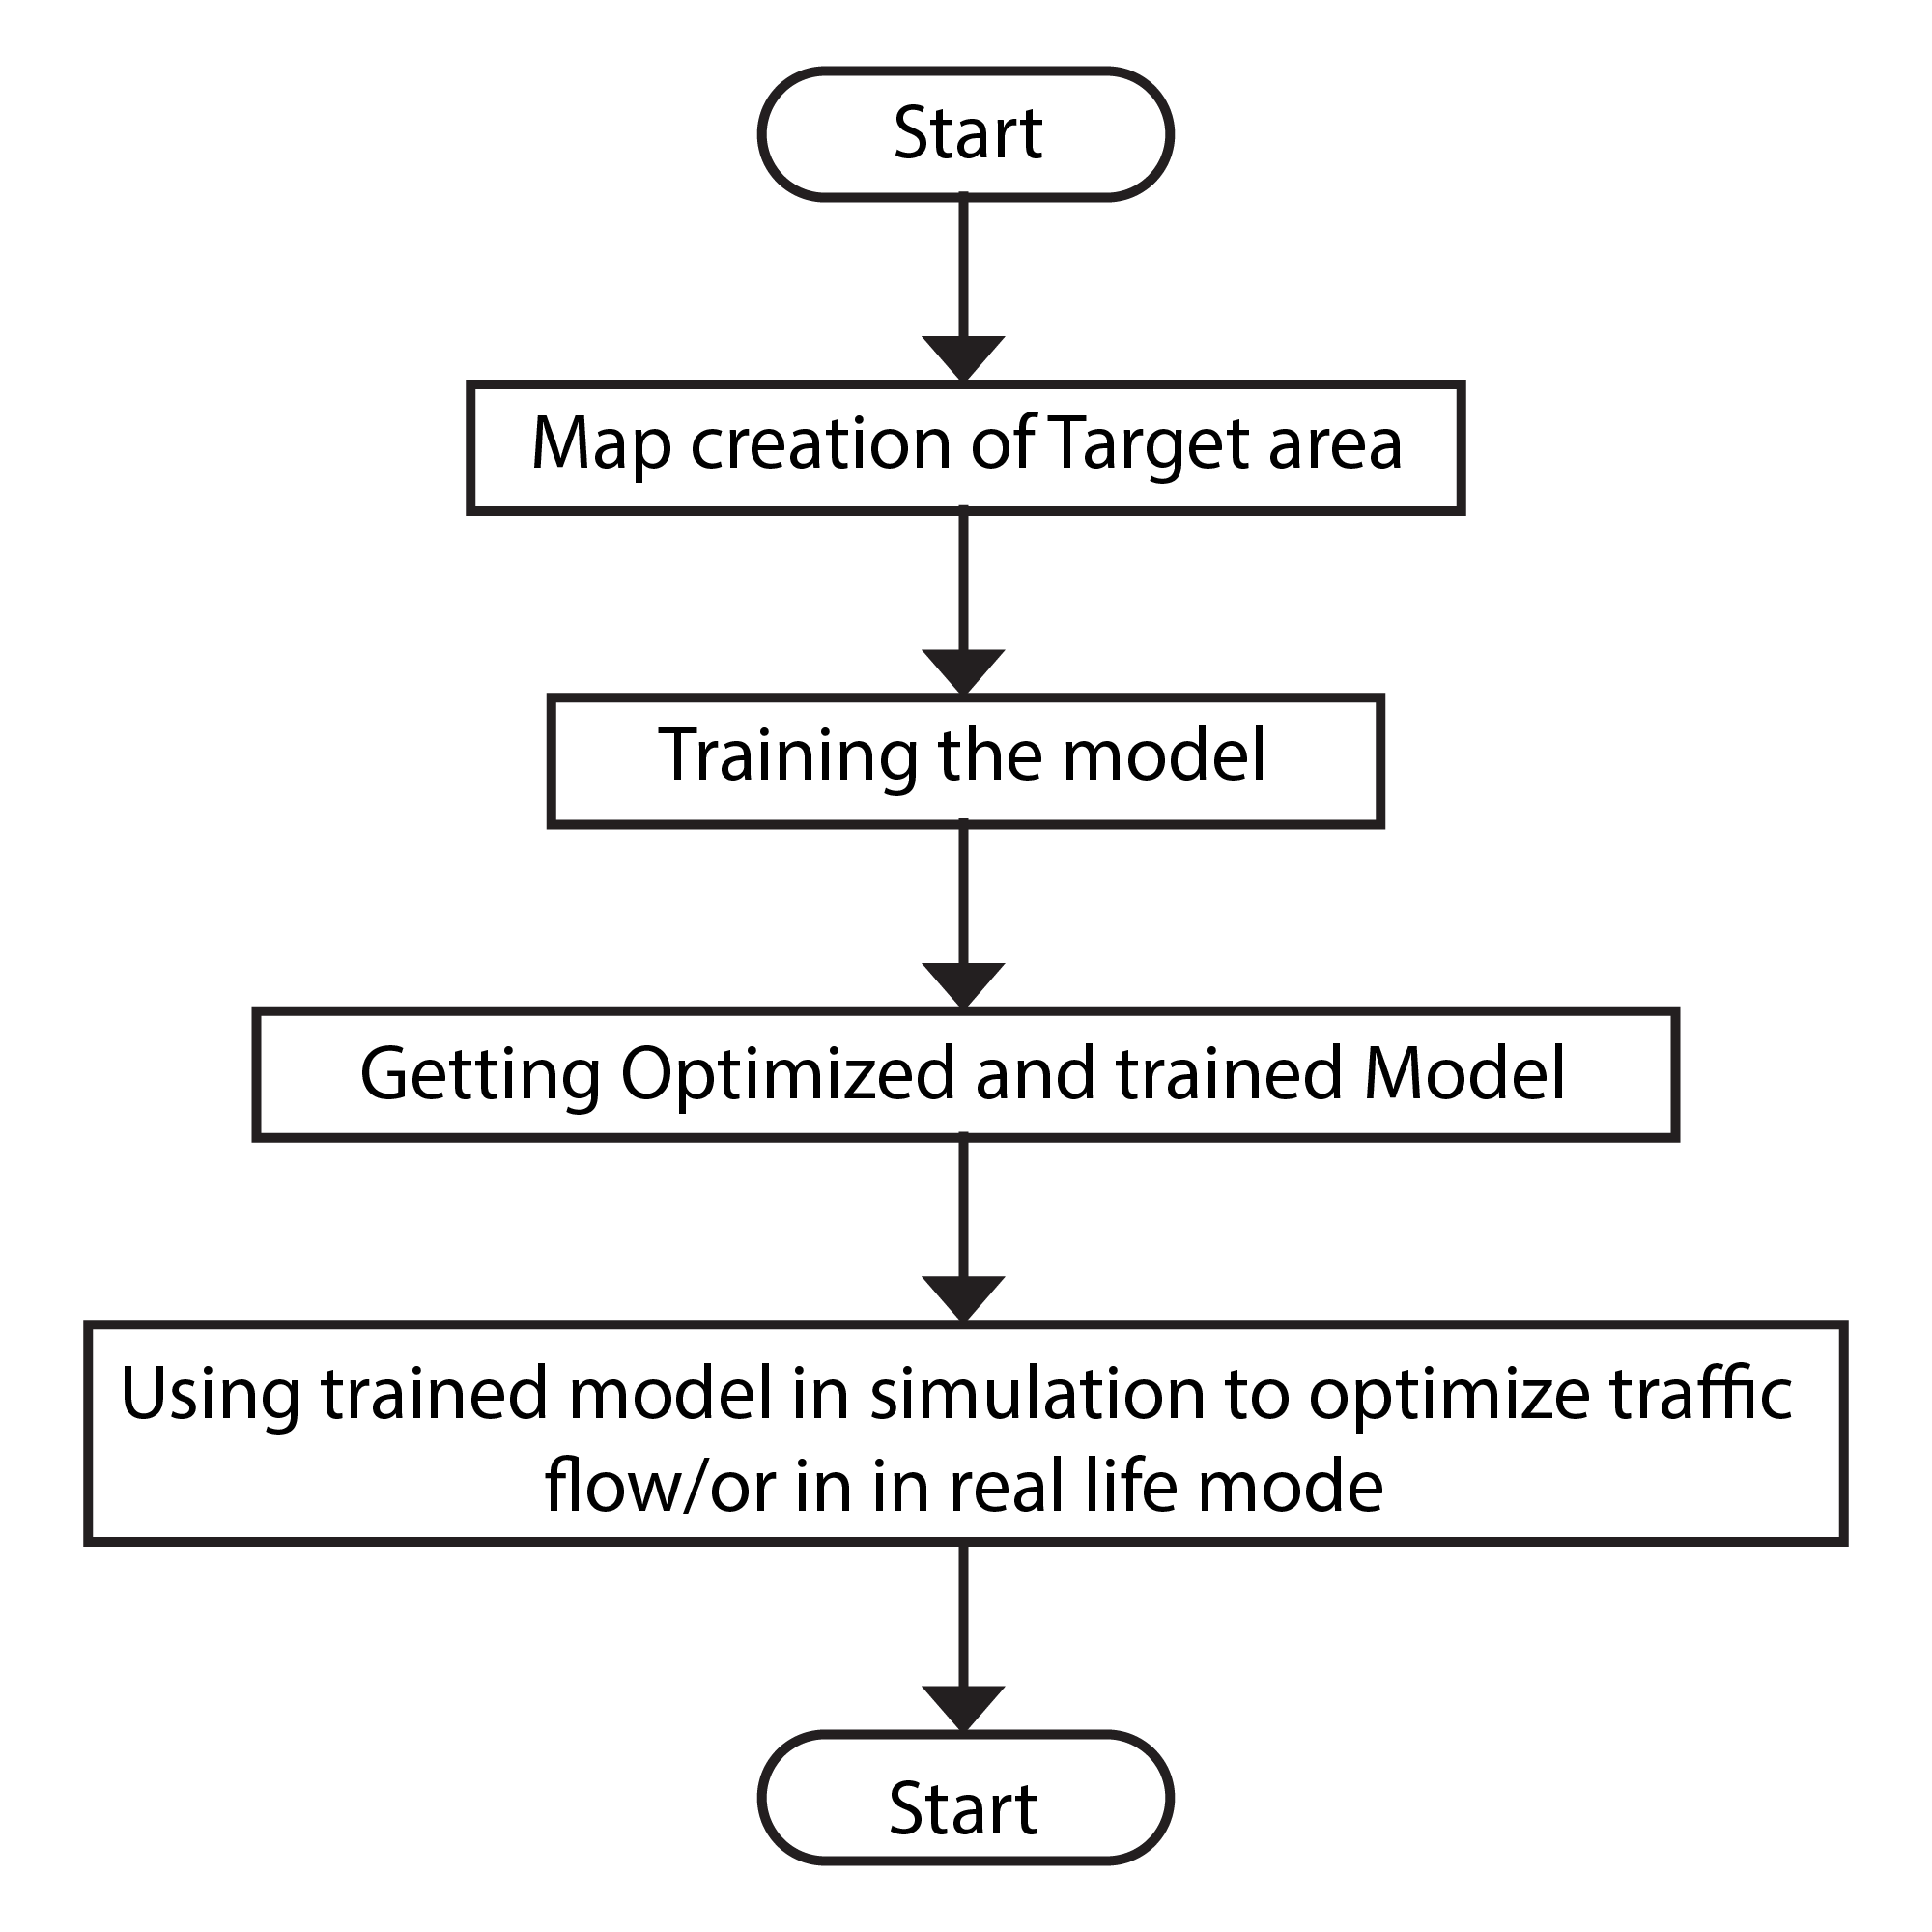 Start
Map creation of Target area
Training the model
Getting Optimized and trained Model
Using trained model in simulation to optimize traffic
flow/or in in real life mode
Start